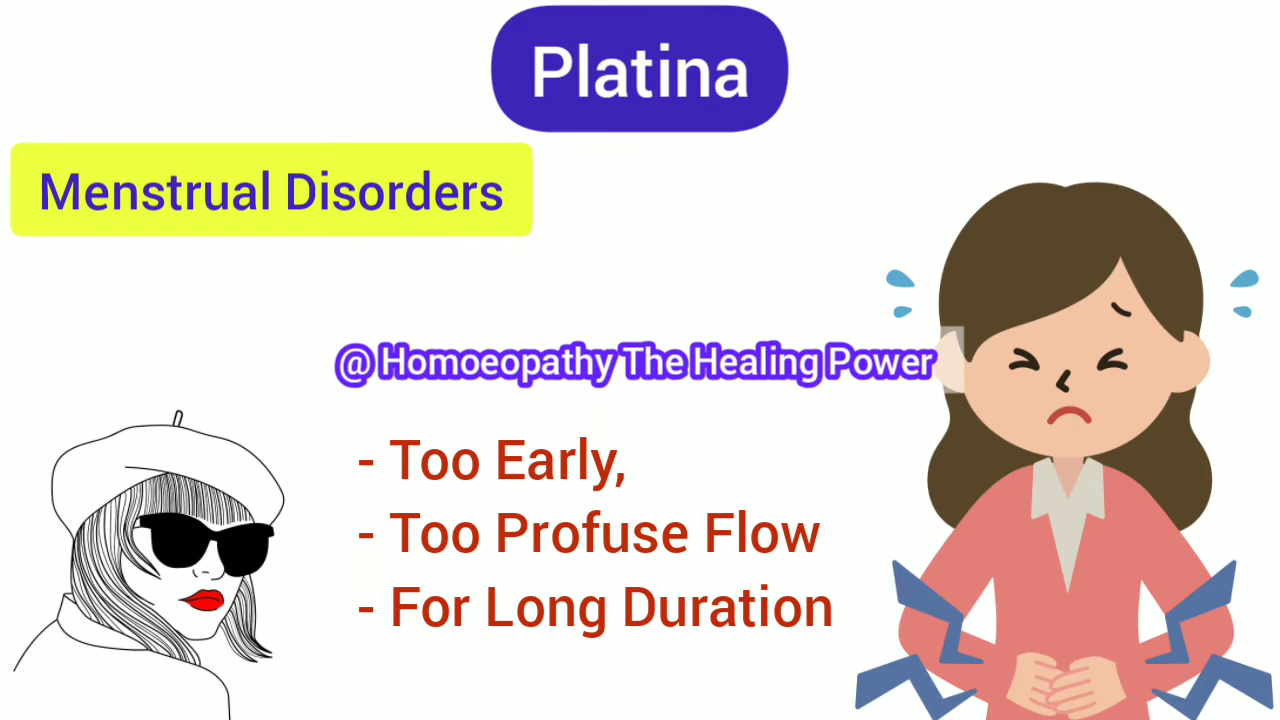 Platina
Menstrual Disorders
@ Homoeopathy The Healing Power
- Too Early,
- Too Profuse Flow
- For Long Duration